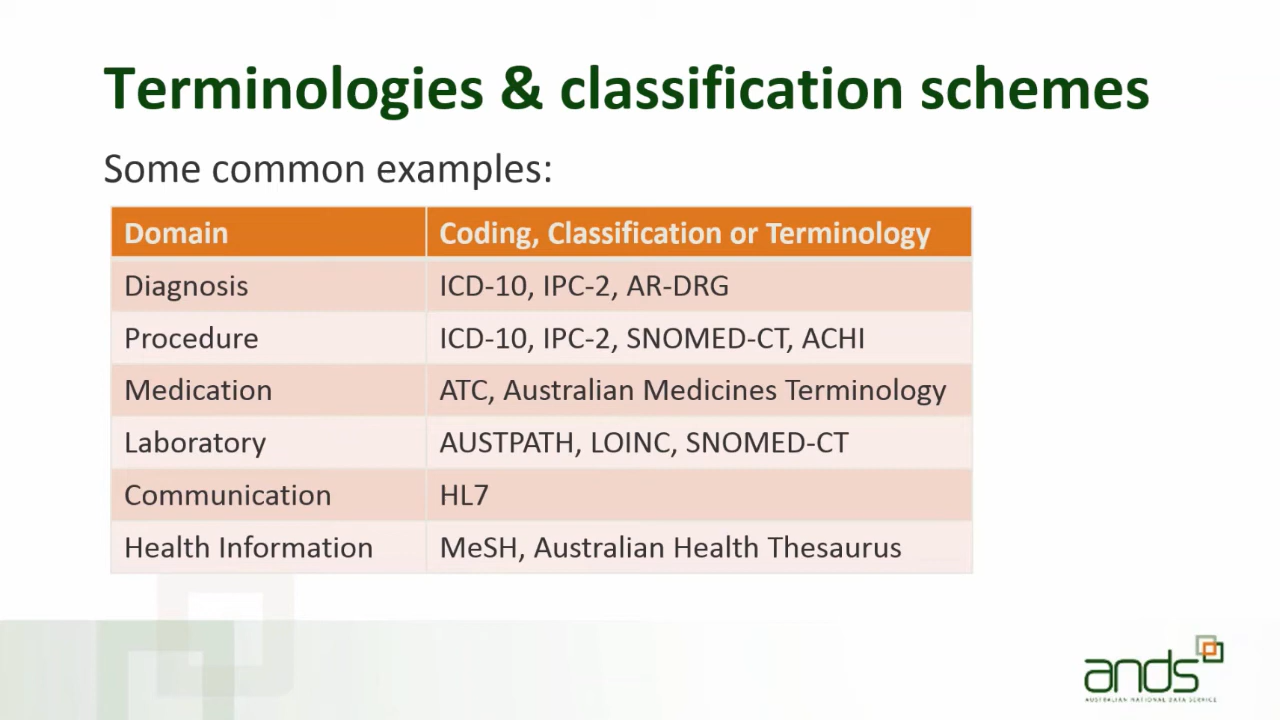 Terminologies & classification schemes
Some common examples:
Domain Coding, Classification or Terminology
Diagnosis ICD-10, IPC-2, AR-DRG
Procedure ICD-10, IPC-2, SNOMED-CT, ACHI
Medication ATC, Australian Medicines Terminology
Laboratory AUSTPATH, LOINC, SNOMED-CT
Communication HL7
Health Information MeSH, Australian Health Thesaurus
ands
AUSTRALIAN NATIONAL DATA SERVICE